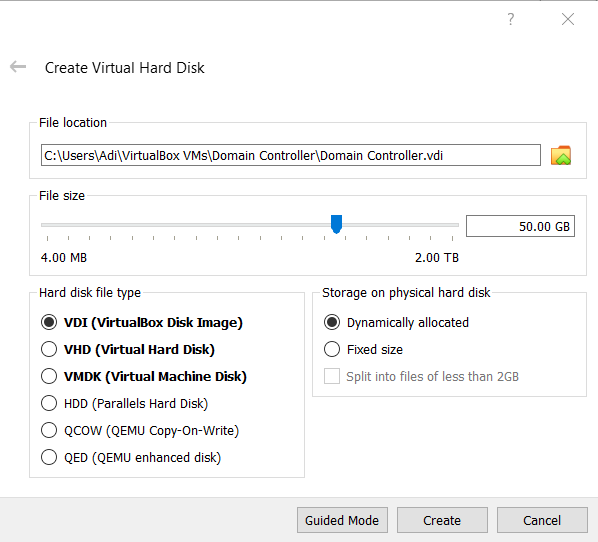 ?
Create Virtual Hard Disk
File location
C:\Users\Adi\VirtualBox VMs\Domain Controller\Domain Controller.vdi
File size
50.00 GB
4.00 MB 2.00 TB
Hard disk file type
VDI (VirtualBox Disk Image)
VHD (Virtual Hard Disk)
VMDK (Virtual Machine Disk)
HDD (Parallels Hard Disk)
QCOW (QEMU Copy-On-Write)
QED (QEMU enhanced disk)
Storage on physical hard disk
Dynamically allocated
Fixed size
Split into files of less than 2GB
Guided Mode Create Cancel